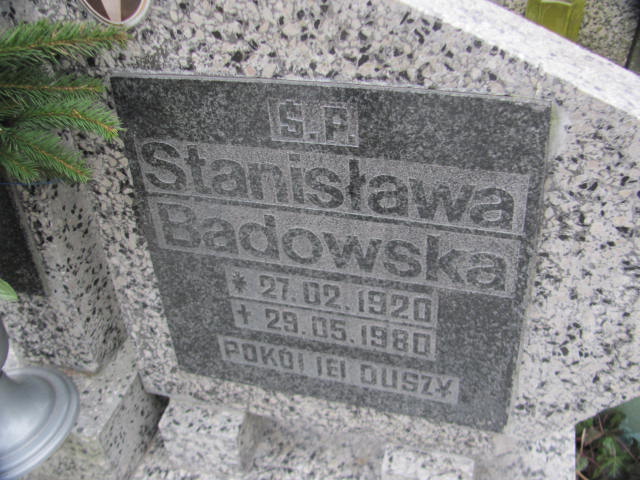 Ś.P.
Stanisława
Badowska
* 27.02.1920
† 29.05.1980
POKÓJ JEJ DUSZY